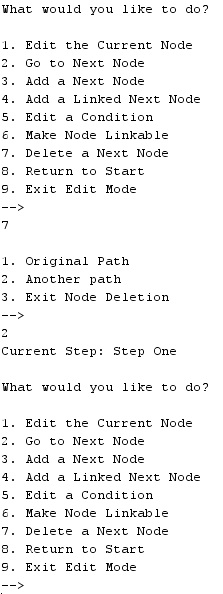 What would you like to do?
1. Edit the Current Node
2. Go to Next Node
3. Add a New Node
4. Add a Linked Next Node
5. Edit a Condition
6. Make Node Linkable
7. Delete a Next Node
8. Return to Start
9. Exit Edit Mode
-->
7
1. Original Path
2. Another path
3. Exit Node Deletion
-->
2
Current Step: Step One
What would you like to do?
1. Edit the Current Node
2. Go to Next Node
3. Add a New Node
4. Add a Linked Next Node
5. Edit a Condition
6. Make Node Linkable
7. Delete a Next Node
8. Return to Start
9. Exit Edit Mode
-->